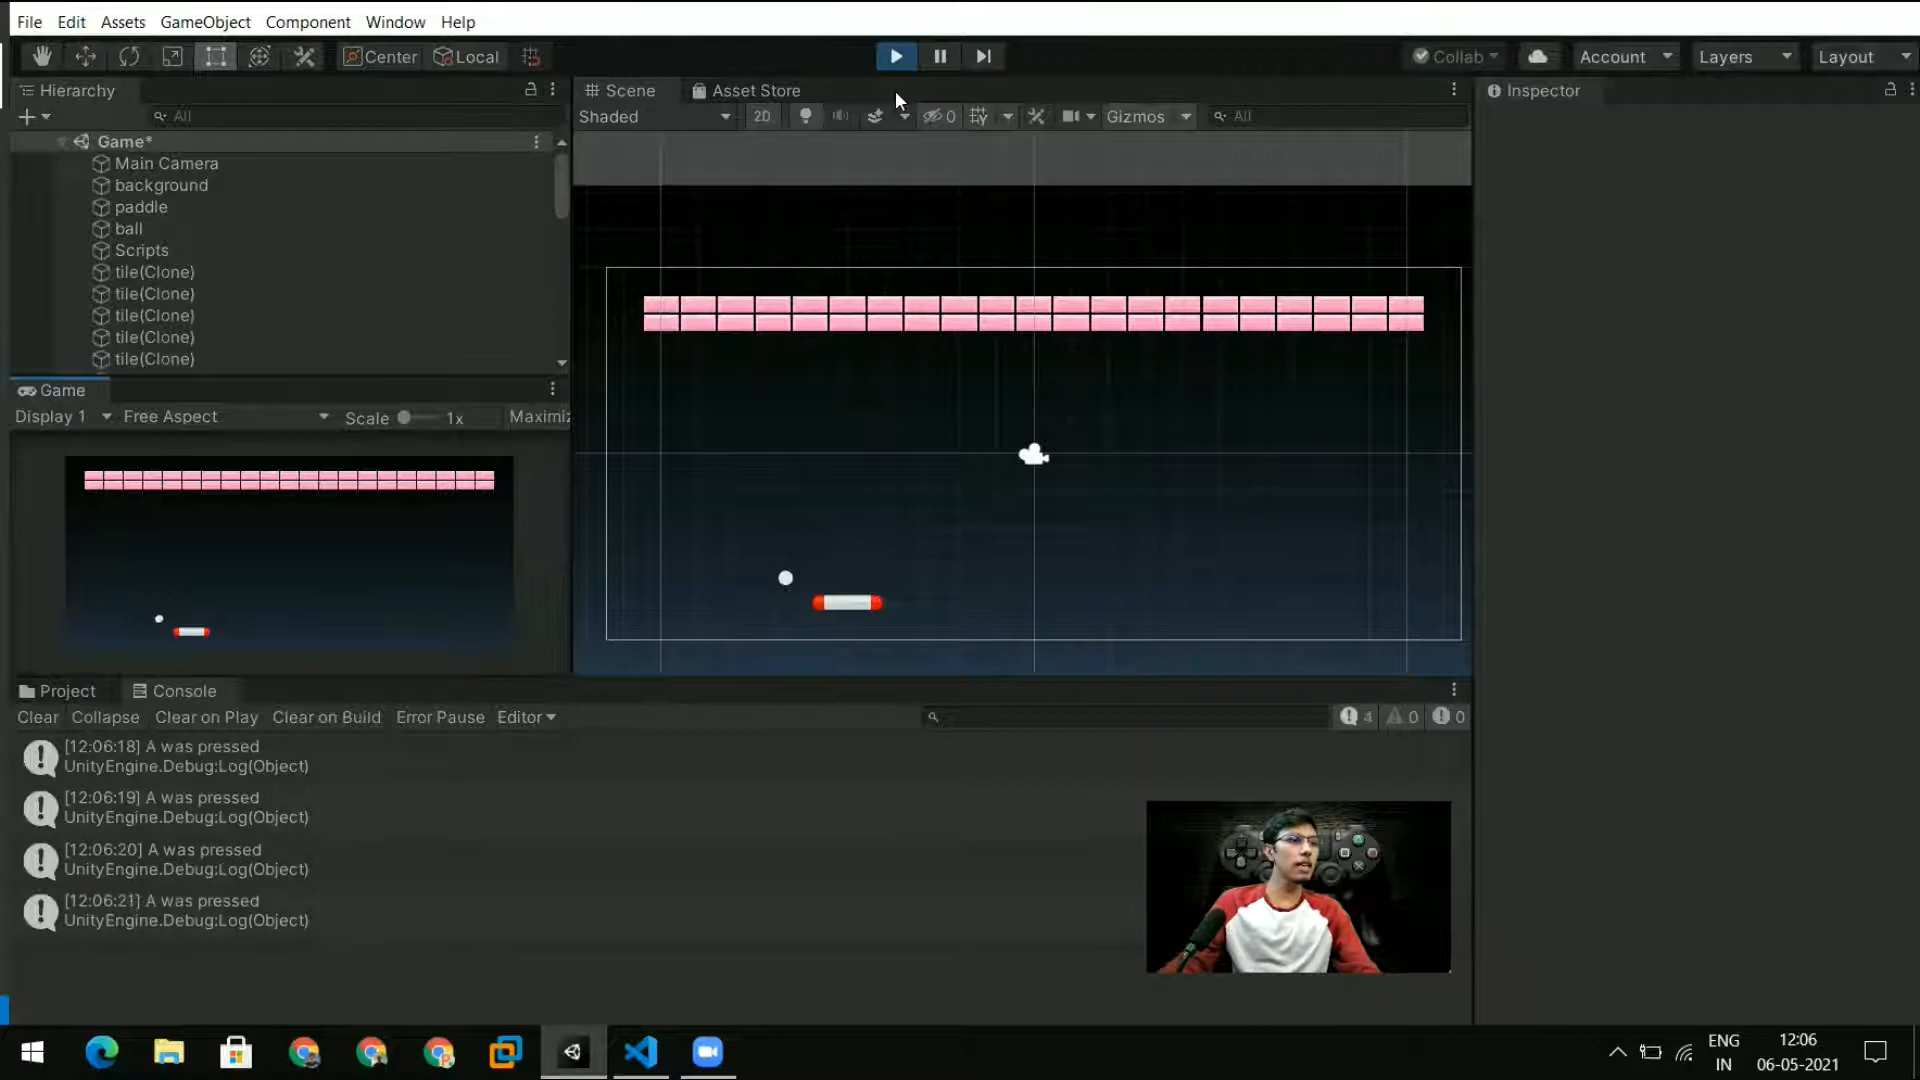 File Edit Assets GameObject Component Window Help
Center Local Collab Account Layers Layout
Hierarchy
All
Game*
Main Camera
background
paddle
ball
Scripts
tile(Clone)
tile(Clone)
tile(Clone)
tile(Clone)
tile(Clone)
Scene Asset Store
Shaded 2D 0 Gizmos All
Inspector
Game
Display 1 Free Aspect Scale 1x Maximiz
Project Console
Clear Collapse Clear on Play Clear on Build Error Pause Editor 4 0 0
[12:06:18] A was pressed
UnityEngine.Debug:Log(Object)
[12:06:19] A was pressed
UnityEngine.Debug:Log(Object)
[12:06:20] A was pressed
UnityEngine.Debug:Log(Object)
[12:06:21] A was pressed
UnityEngine.Debug:Log(Object)
ENG 12:06
IN 06-05-2021